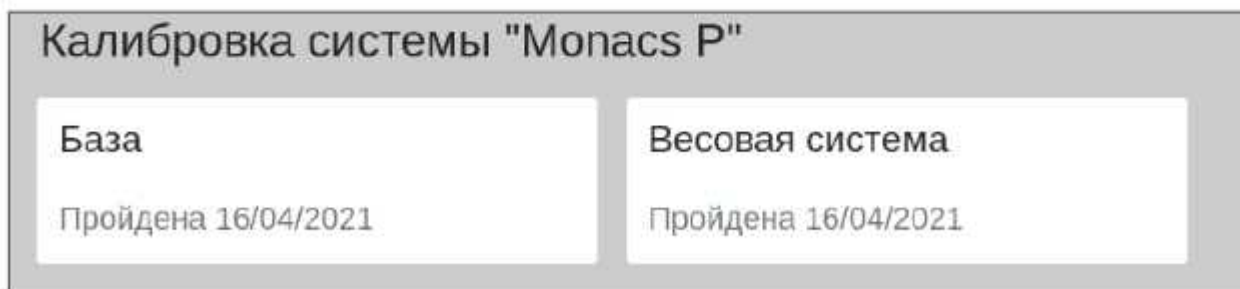 Калибровка системы "Monacs P"
База
Весовая система
Пройдена 16/04/2021
Пройдена 16/04/2021